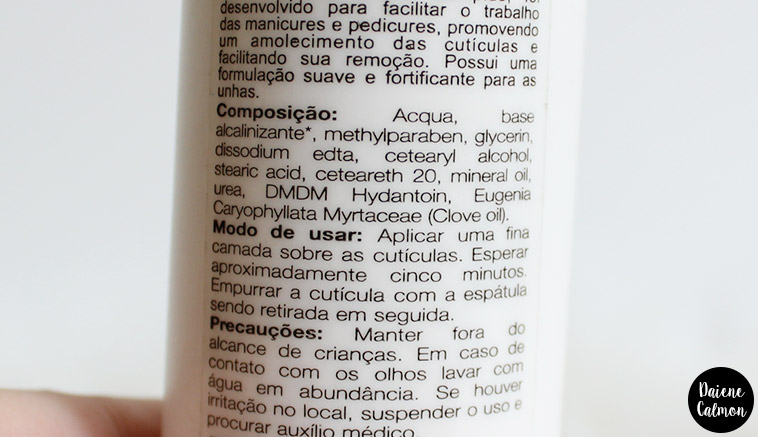 desenvolvido para facilitar o trabalho
das manicures e pedicures, promovendo
um amolecimento das cutículas e
facilitando sua remoção. Possui uma
formulação suave e fortificante para as
unhas.
Composição: Acqua, base
alcalinizante*, methylparaben, glycerin,
dissodium edta, cetearyl alcohol,
stearic acid, ceteareth 20, mineral oil,
urea, DMDM Hydantoin, Eugenia
Caryophyllata Myrtaceae (Clove oil).
Modo de usar: Aplicar uma fina
camada sobre as cutículas. Esperar
aproximadamente cinco minutos.
Empurrar a cutícula com a espátula
sendo retirada em seguida.
Precauções: Manter fora do
alcance de crianças. Em caso de
contato com os olhos lavar com
água em abundância. Se houver
irritação no local, suspender o uso e
procurar auxílio médico.
Daiene
Calmon